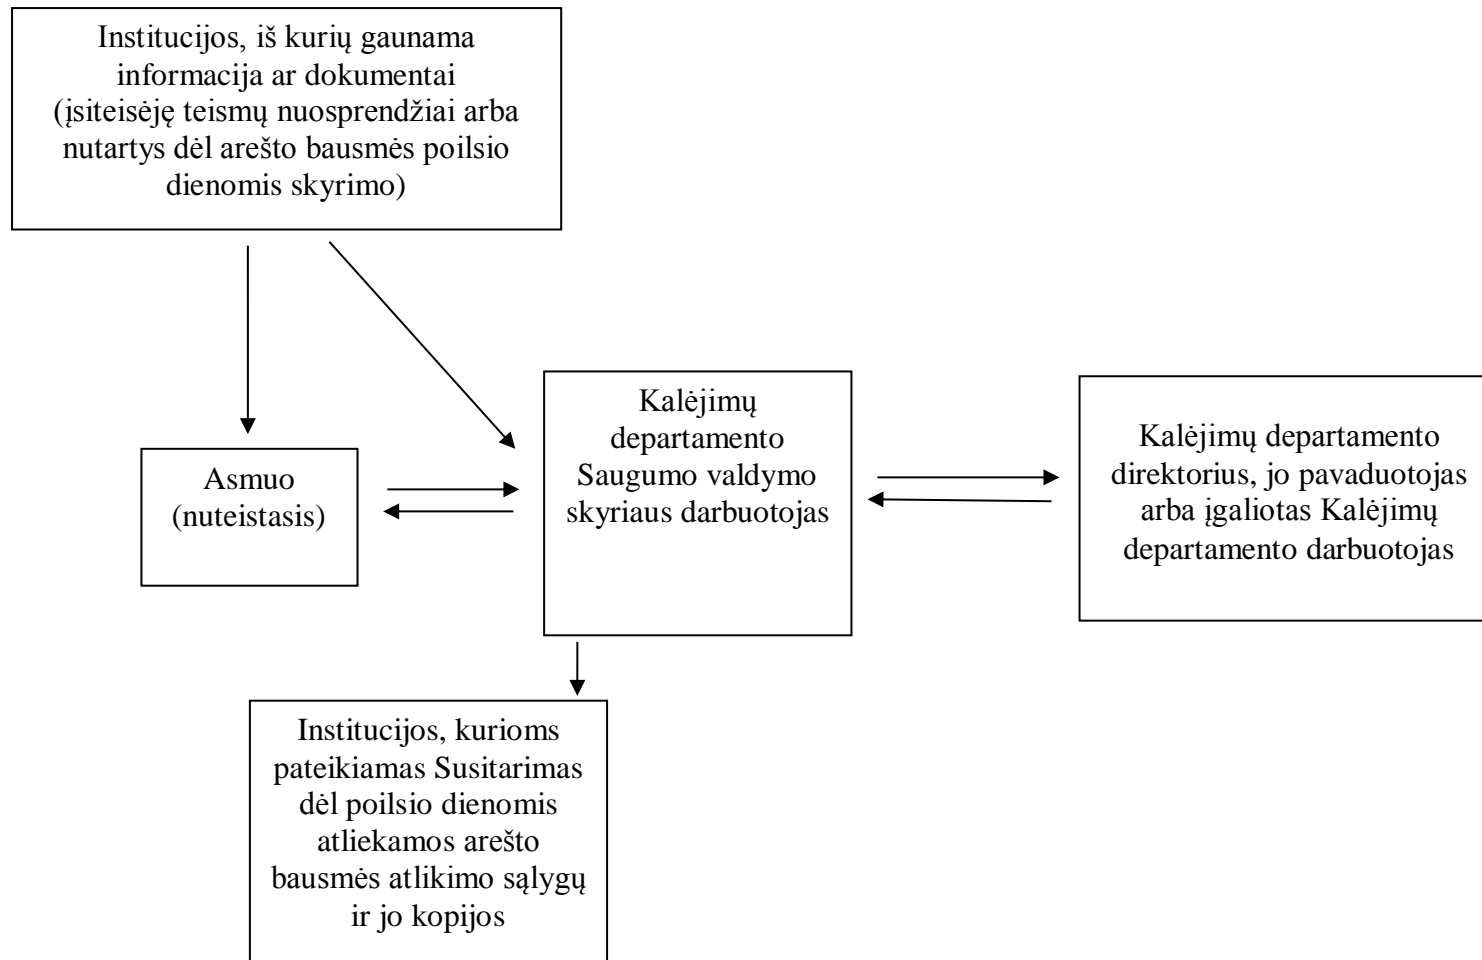 Institucijos, iš kurių gaunama
informacija ar dokumentai
(įsiteisėję teismų nuosprendžiai arba
nutartys dėl arešto bausmės poilsio
dienomis skyrimo)
Asmuo
(nuteistasis)
Kalėjimų
departamento
Saugumo valdymo
skyriaus darbuotojas
Kalėjimų departamento
direktorius, jo pavaduotojas
arba įgaliotas Kalėjimų
departamento darbuotojas
Institucijos, kurioms
pateikiamas Susitarimas
dėl poilsio dienomis
atliekamos arešto
bausmės atlikimo sąlygų
ir jo kopijos